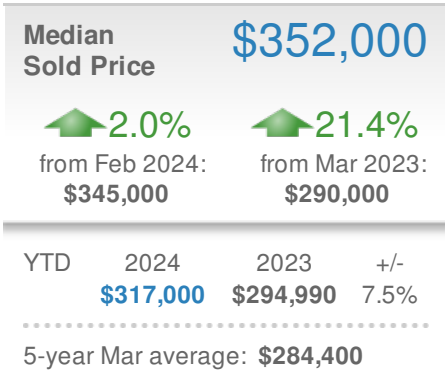 Median $352,000
Sold Price
2.0% 21.4%
from Feb 2024: from Mar 2023:
$345,000 $290,000
YTD 2024 2023 +/-
$317,000 $294,990 7.5%
5-year Mar average: $284,400